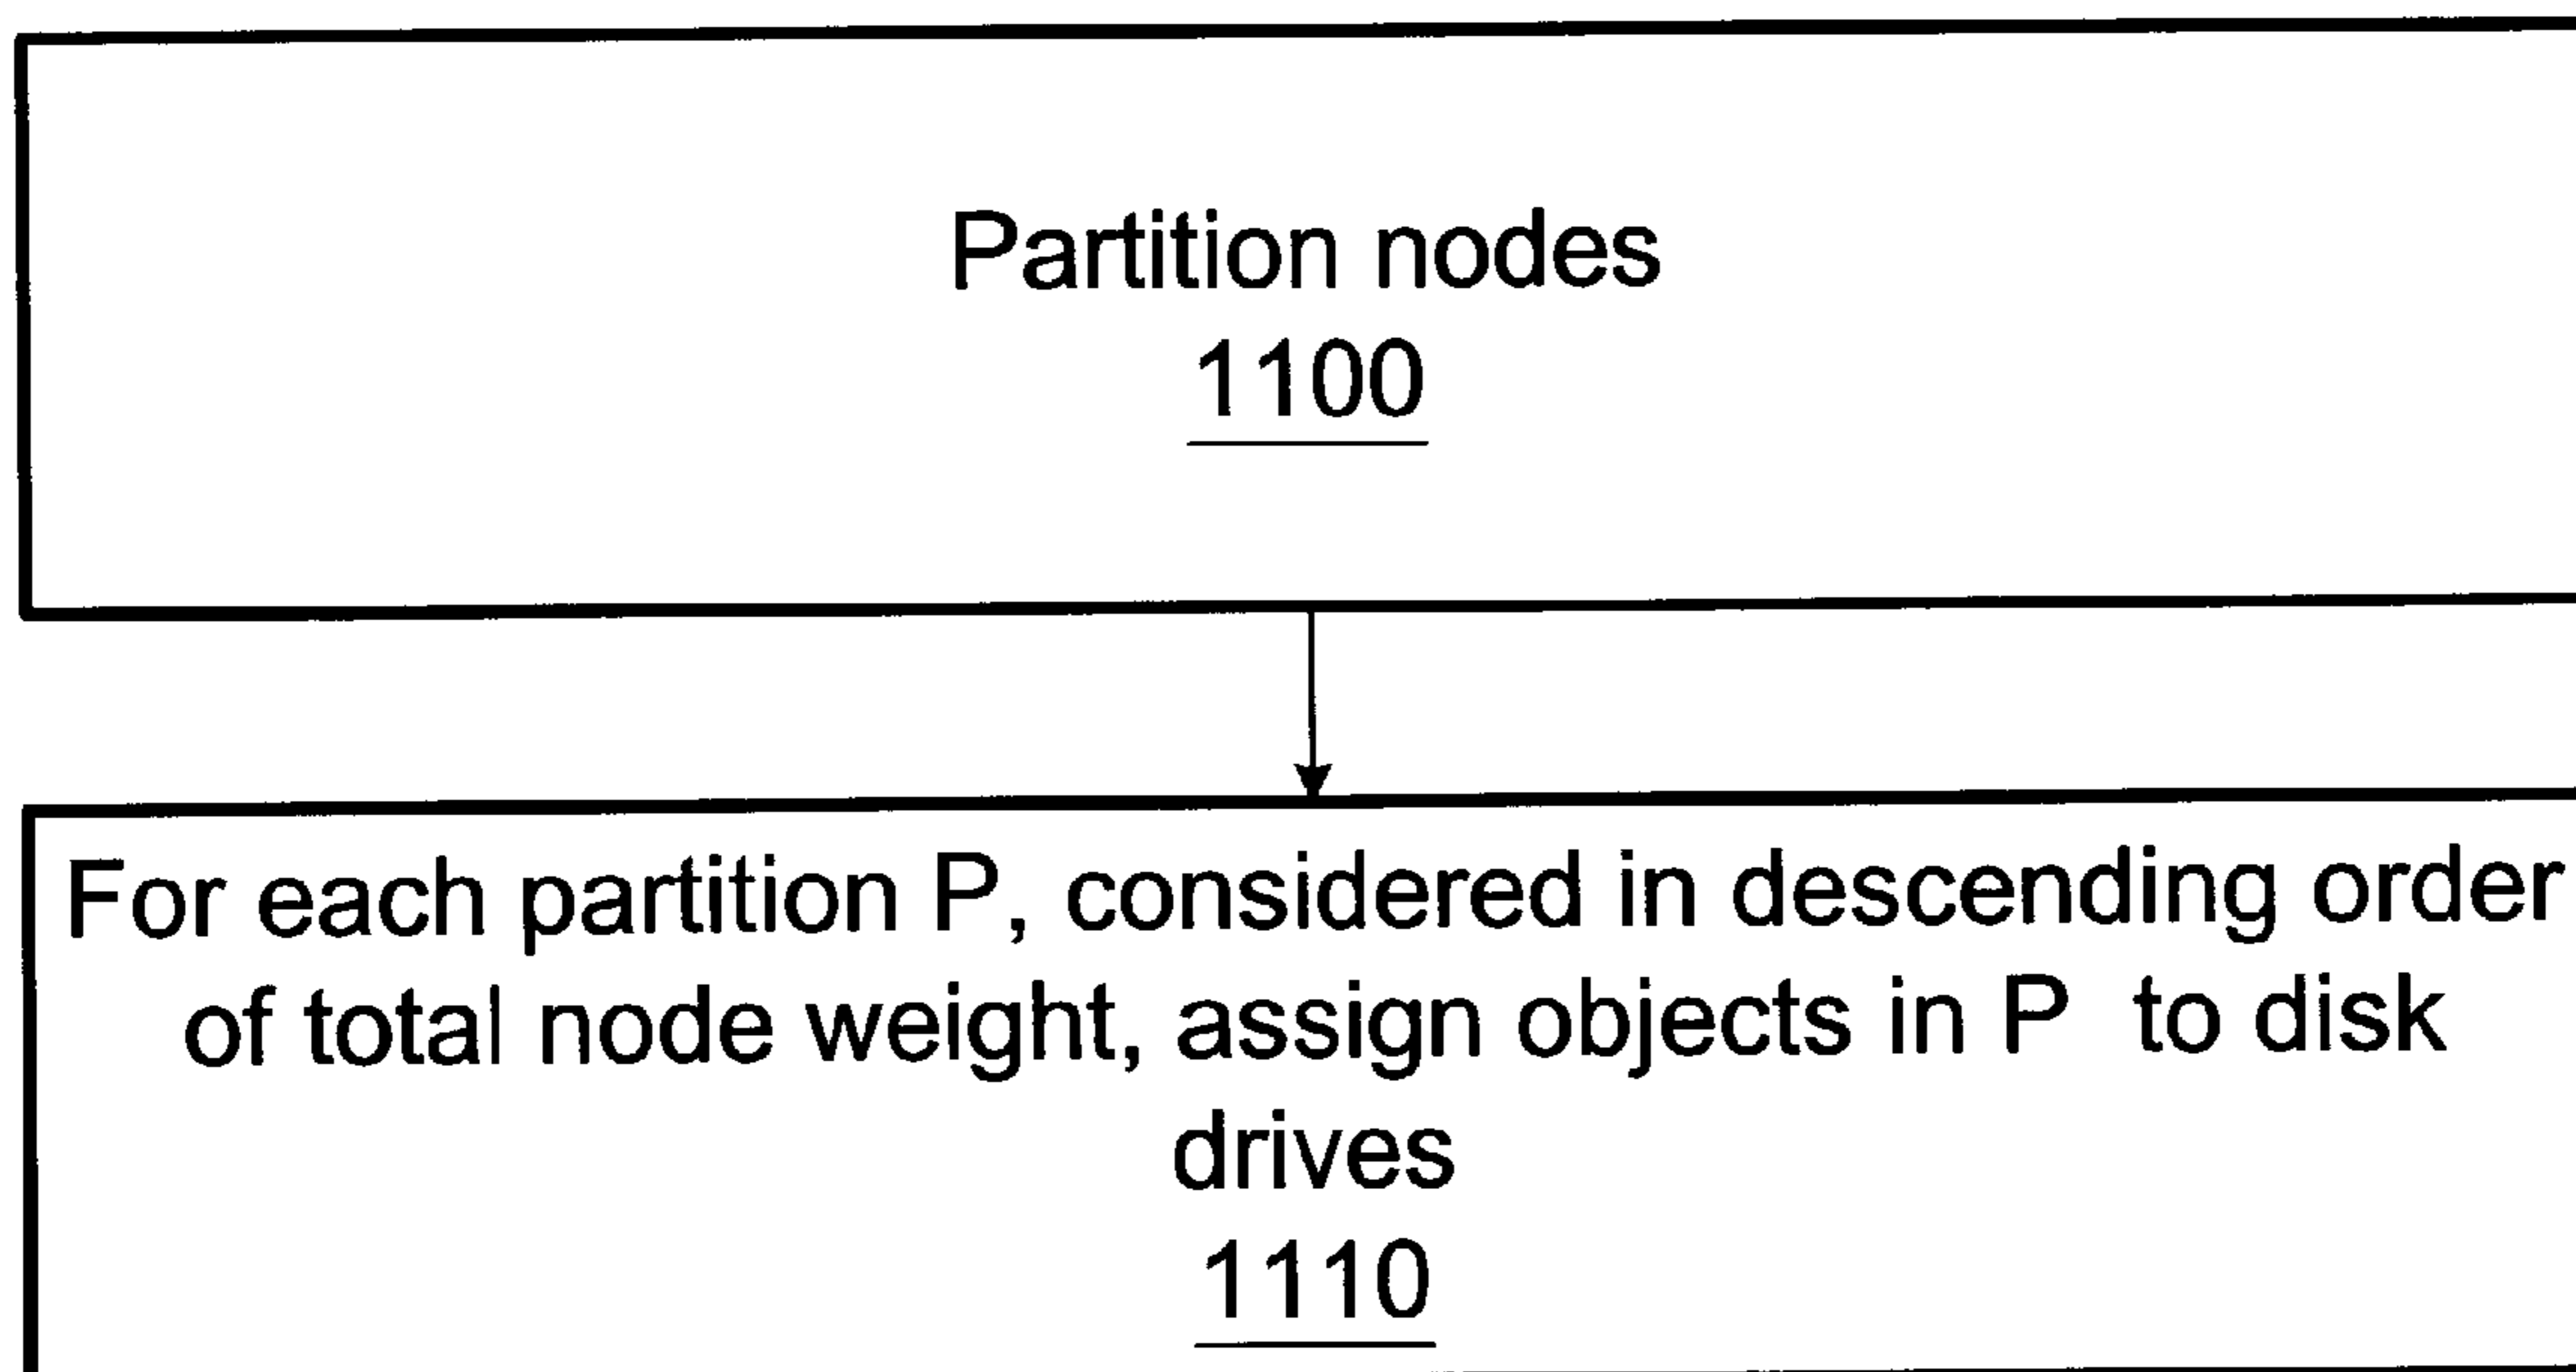 Partition nodes
1100
For each partition P, considered in descending order
of total node weight, assign objects in P to disk
drives
1110